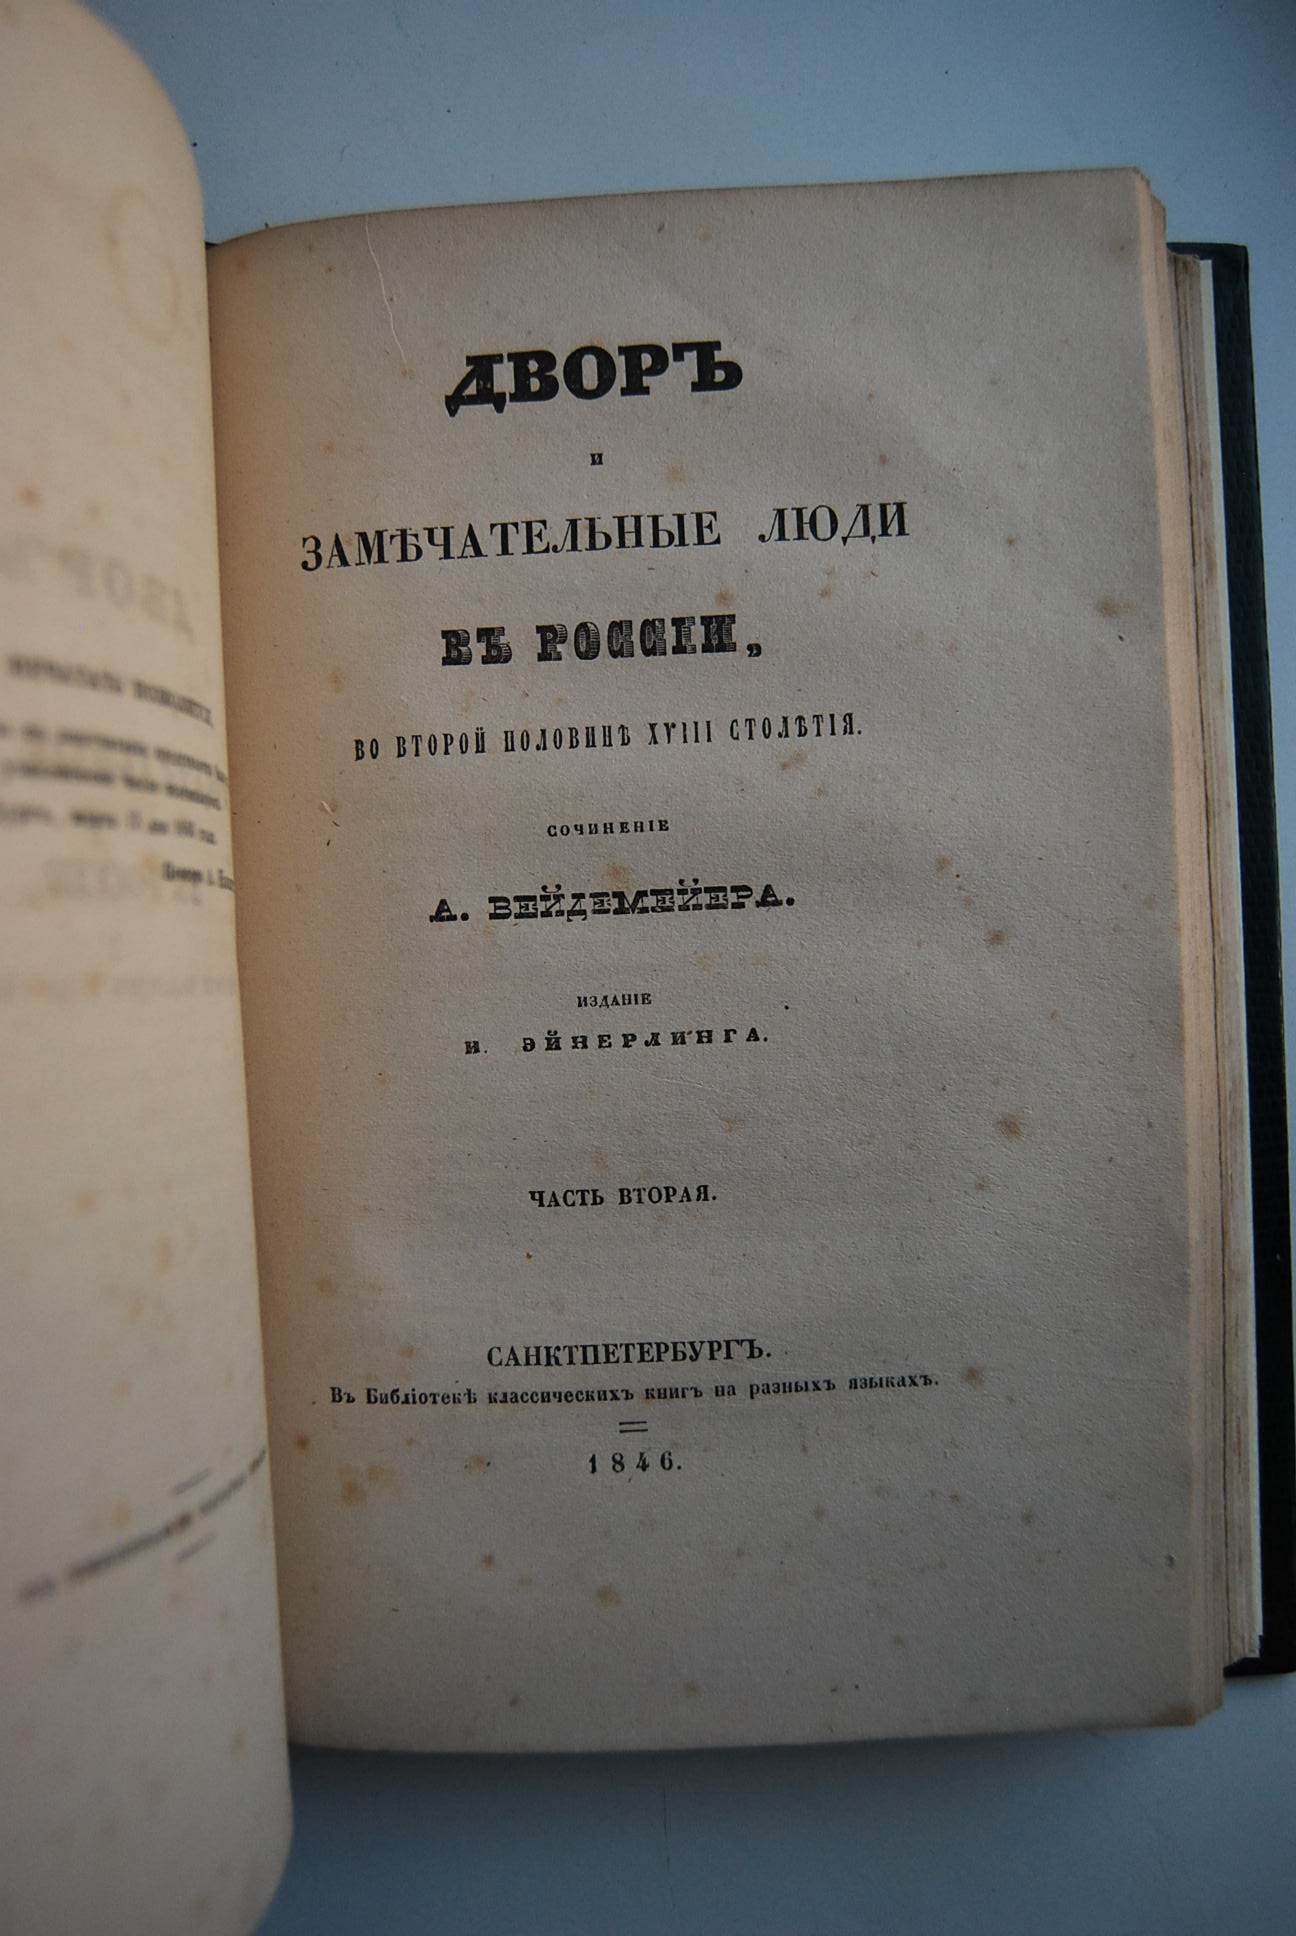 ДВОРЪ
и
ЗАМѢЧАТЕЛЬНЫЕ ЛЮДИ
ВЪ РОССІИ,
ВО ВТОРОЙ ПОЛОВИНѢ XVIII СТОЛѢТІЯ.
СОЧИНЕНІЕ
А. ВЕЙДЕМЕЙЕРА.
ИЗДАНІЕ
И. ЭЙНЕРЛИНГА.
ЧАСТЬ ВТОРАЯ.
САНКТПЕТЕРБУРГЪ.
Въ Библіотекѣ классическихъ книгъ на разныхъ языкахъ.
1846.